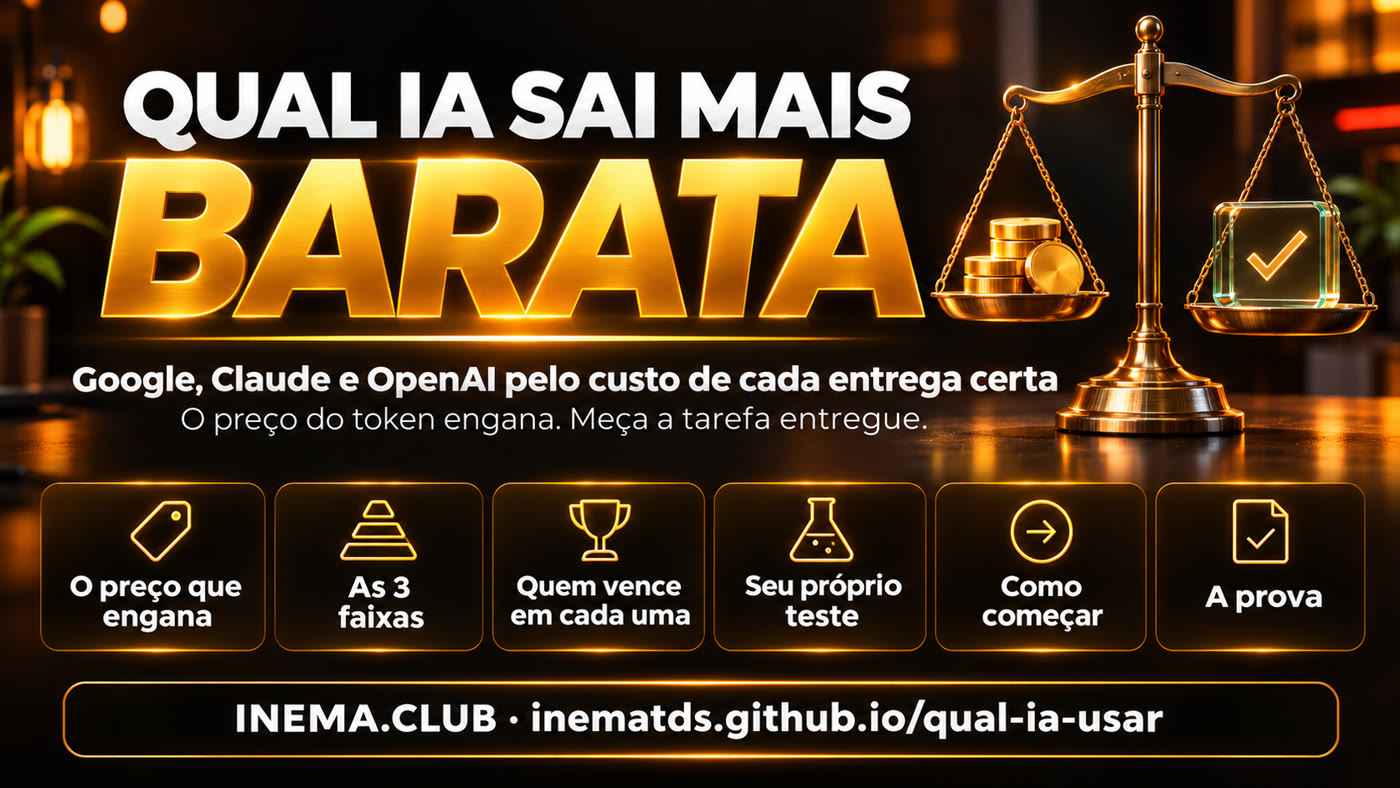 QUAL IA SAI MAIS
BARATA
Google, Claude e OpenAI pelo custo de cada entrega certa
O preço do token engana. Meça a tarefa entregue.
O preço que
engana
As 3
faixas
Quem vence
em cada uma
Seu próprio
teste
Como
começar
A prova
INEMA.CLUB · inematds.github.io/qual-ia-usar